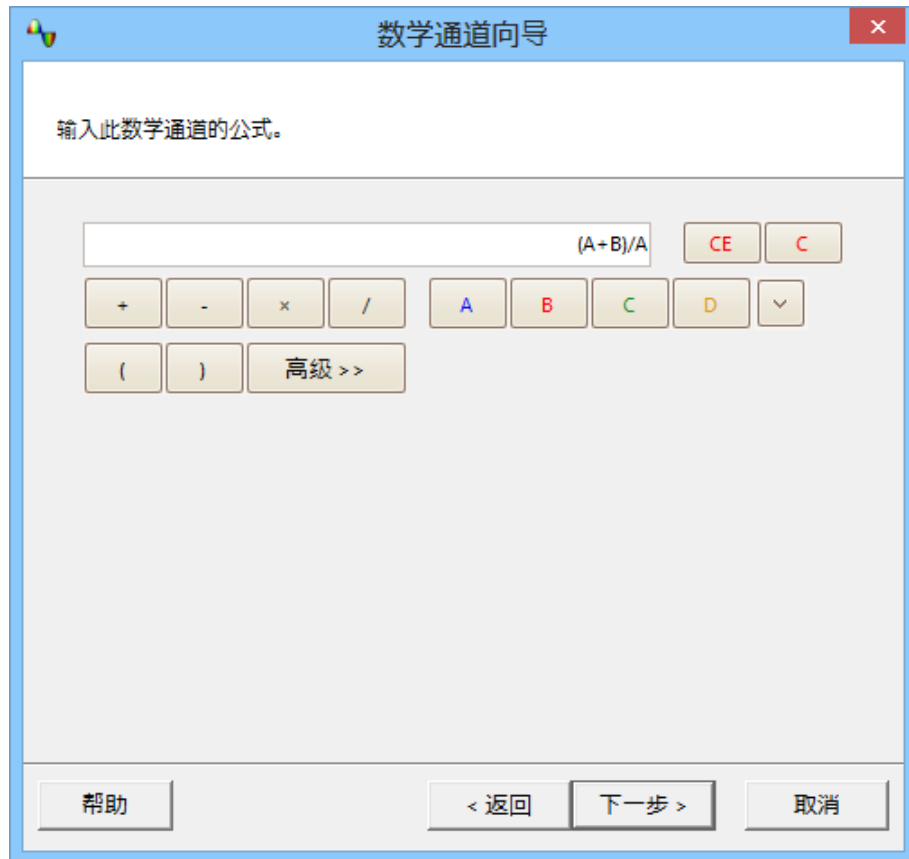 数学通道向导
输入此数学通道的公式。
(A+B)/A CE C
+ - × / A B C D
( ) 高级 >>
帮助 < 返回 下一步 > 取消